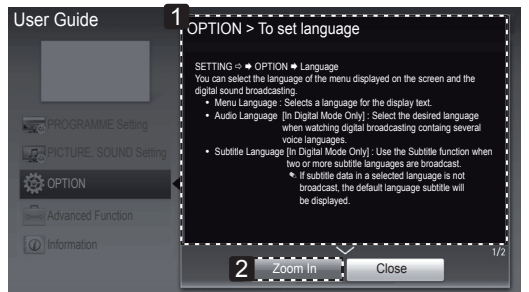 User Guide
1
OPTION > To set language
SETTING ⇨ ➡ OPTION ➡ Language
You can select the language of the menu displayed on the screen and the
digital sound broadcasting.
• Menu Language : Selects a language for the display text.
• Audio Language [In Digital Mode Only] : Select the desired language
when watching digital broadcasting containg several
voice languages.
• Subtitle Language [In Digital Mode Only] : Use the Subtitle function when
two or more subtitle languages are broadcast.
✎ If subtitle data in a selected language is not
broadcast, the default language subtitle will
be displayed.
PROGRAMME Setting
PICTURE, SOUND Setting
OPTION
Advanced Function
Information
1/2
2
Zoom In
Close